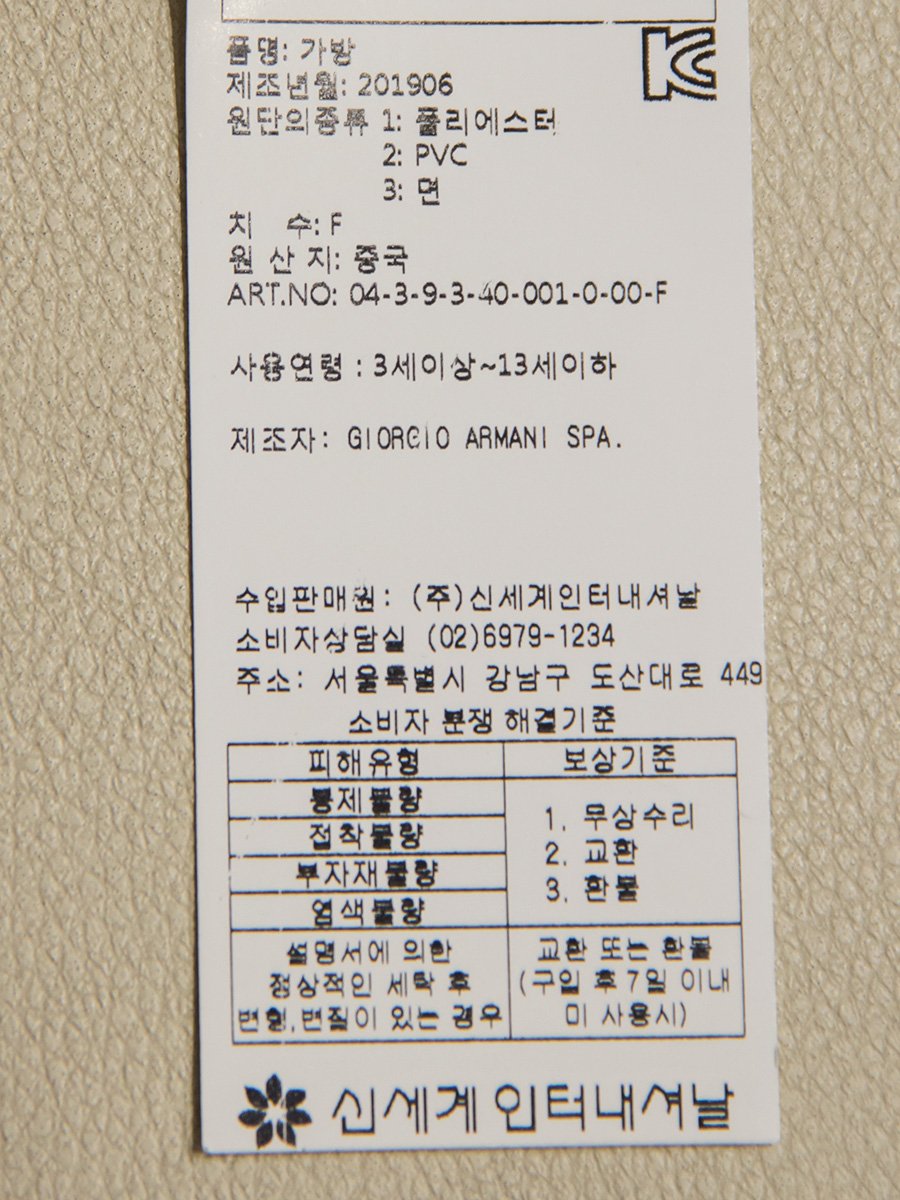 품명: 가방
제조년월: 201906
원단의종류 1: 폴리에스터
2: PVC
3: 면
치 수: F
원 산 지: 중국
ART.NO: 04-3-9-3-40-001-0-00-F
사용연령 : 3세이상~13세이하
제조자: GIORGIO ARMANI SPA.
수입판매원: (주)신세계인터내셔날
소비자상담실 (02)6979-1234
주소: 서울특별시 강남구 도산대로 449
소비자 분쟁 해결기준
피해유형 보상기준
봉제불량
접착불량
부자재불량
염색불량
1. 무상수리
2. 교환
3. 환불
설명서에 의한
정상적인 세탁 후
변형,변질이 있는 경우
교환 또는 환불
(구입 후 7일 이내
미 사용시)
신세계인터내셔날